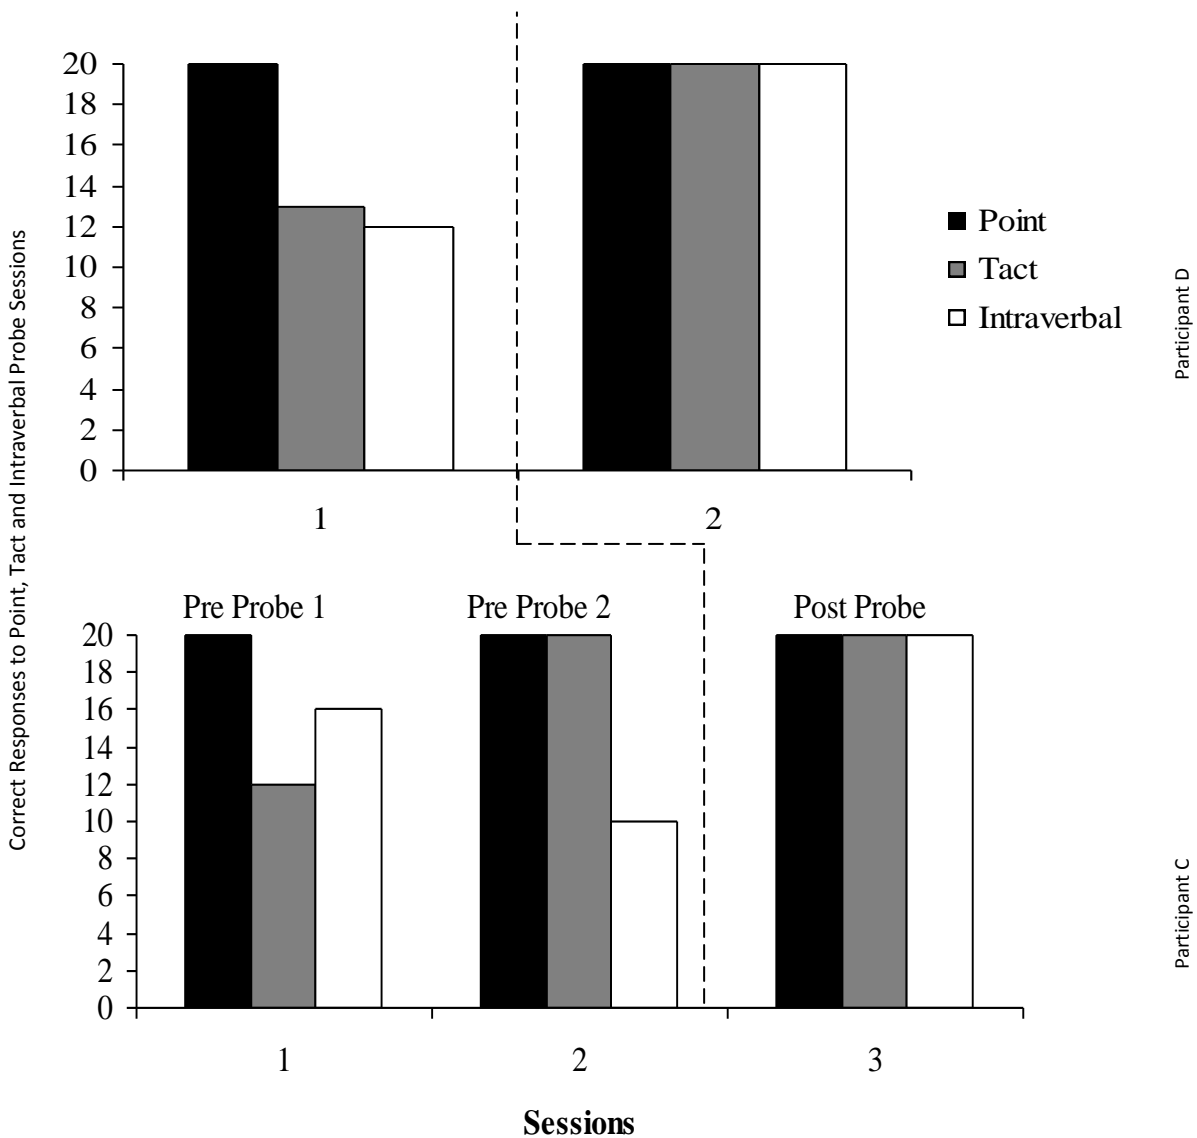 Correct Responses to Point, Tact and Intraverbal Probe Sessions
20
18
16
14
12
10
8
6
4
2
0
1
2
Point
Tact
Intraverbal
Participant D
Pre Probe 1
Pre Probe 2
Post Probe
20
18
16
14
12
10
8
6
4
2
0
1
2
3
Participant C
Sessions